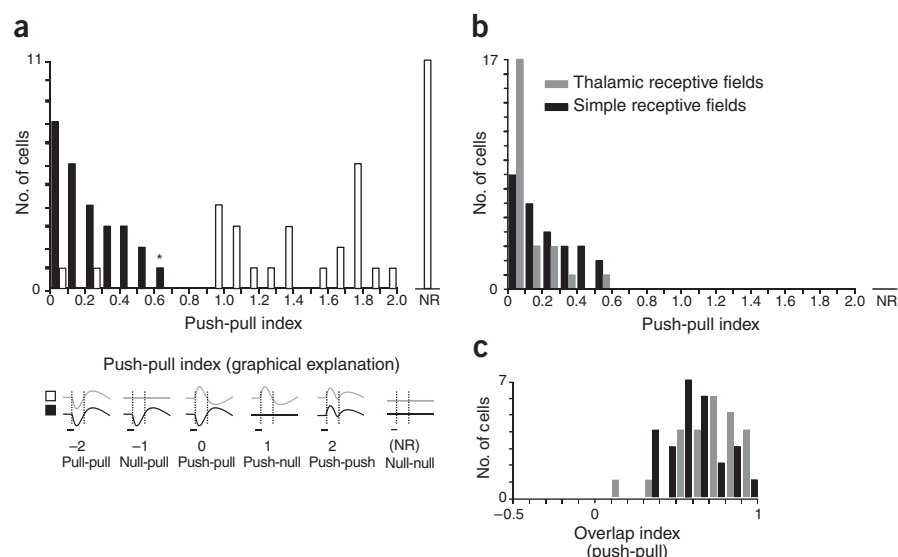 a
11
No. of cells
0
*
0 0.2 0.4 0.6 1.0 1.2 1.4 1.6 1.8 2.0 NR
Push-pull index
Push-pull index (graphical explanation)
−2 −1 0 1 2 (NR)
Pull-pull Null-pull Push-pull Push-null Push-push Null-null
b
17
No. of cells
0
Thalamic receptive fields
Simple receptive fields
0 0.2 0.4 0.6 1.0 1.2 1.4 1.6 1.8 2.0 NR
Push-pull index
c
7
No. of cells
0
−0.5 0 1
Overlap index
(push-pull)